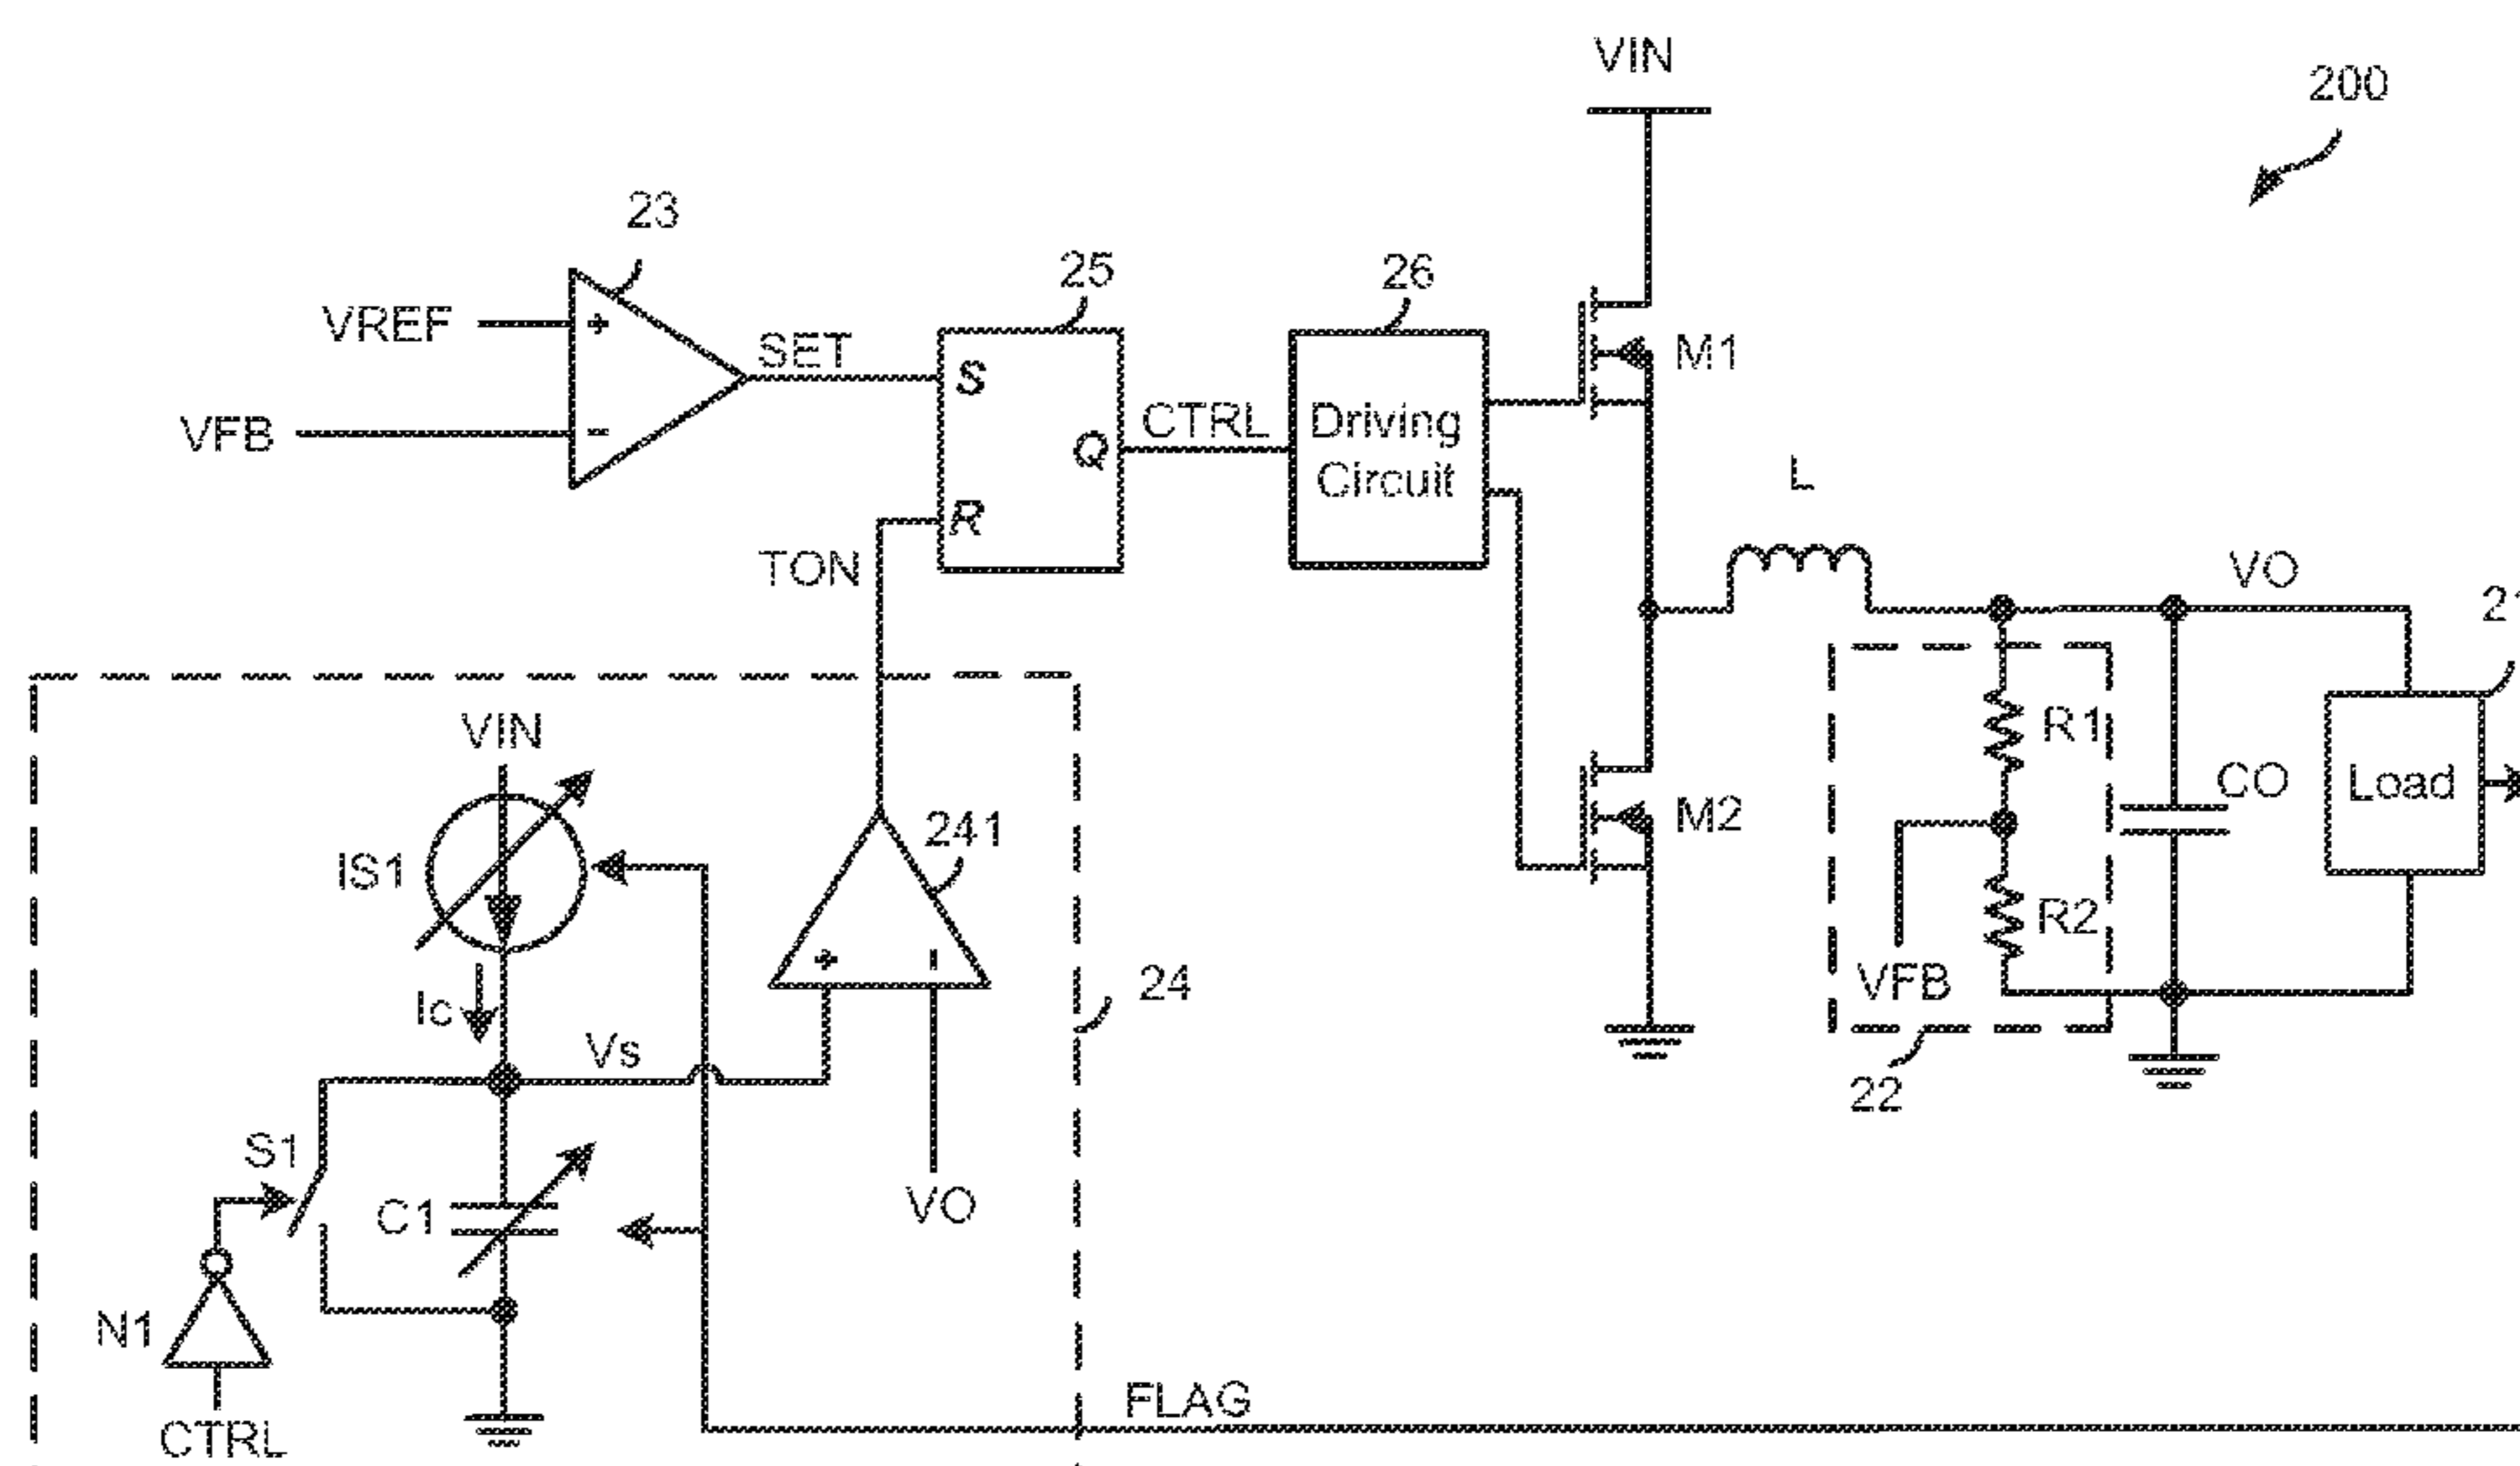 VIN
200
23
25
26
VREF
+
SET
S
M1
VFB
-
CTRL
Q
Driving
Circuit
L
R
TON
VO
VIN
R1
241
CO
Load
M2
IS1
R2
+
-
24
VFB
Ic
Vs
22
S1
C1
VO
N1
FLAG
CTRL